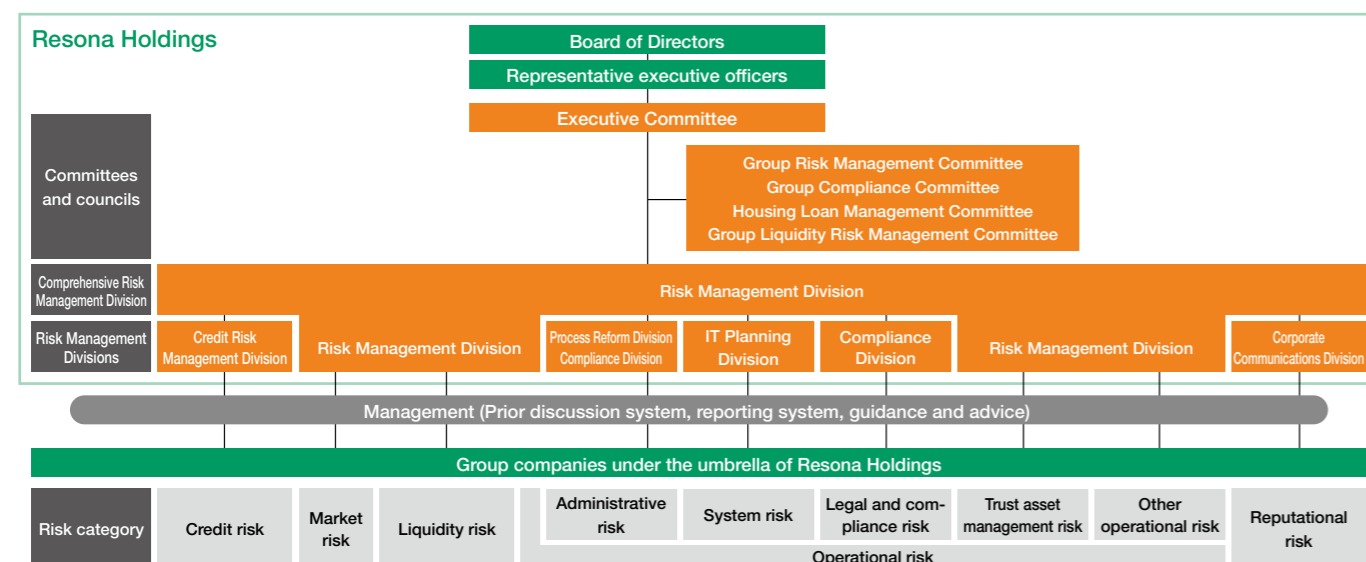 Resona Holdings
Board of Directors
Representative executive officers
Executive Committee
Committees
and councils
Group Risk Management Committee
Group Compliance Committee
Housing Loan Management Committee
Group Liquidity Risk Management Committee
Comprehensive Risk
Management Division
Risk Management Division
Risk Management
Divisions
Credit Risk
Management Division
Risk Management Division
Process Reform Division
Compliance Division
IT Planning
Division
Compliance
Division
Risk Management Division
Corporate
Communications Division
Management (Prior discussion system, reporting system, guidance and advice)
Group companies under the umbrella of Resona Holdings
Risk category
Credit risk
Market
risk
Liquidity risk
Administrative
risk
System risk
Legal and com-
pliance risk
Trust asset
management risk
Other
operational risk
Operational risk
Reputational
risk